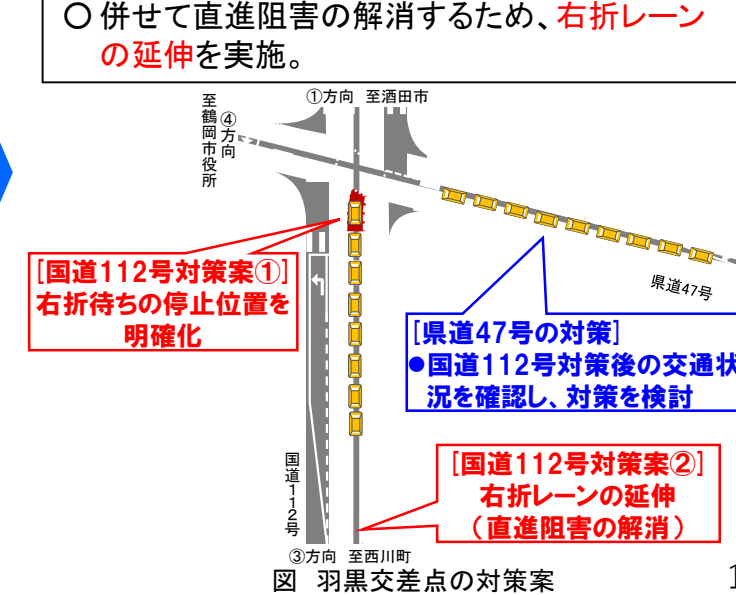 〇併せて直進阻害の解消するため、右折レーン
の延伸を実施。
①方向 至酒田市
至鶴岡市役所
④方向
[国道112号対策案①]
右折待ちの停止位置を
明確化
県道47号
[県道47号の対策]
●国道112号対策後の交通状
況を確認し、対策を検討
国道112号
[国道112号対策案②]
右折レーンの延伸
（直進阻害の解消）
③方向 至西川町
図 羽黒交差点の対策案
1